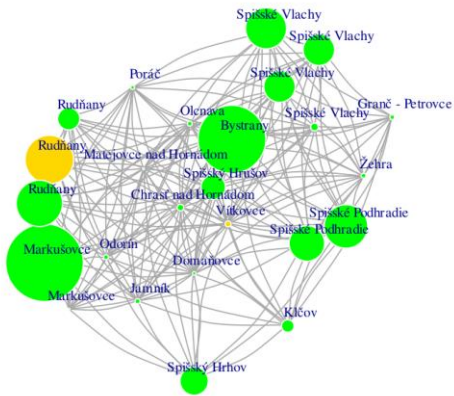 Spišské Vlachy
Spišské Vlachy
Poráč
Spišské Vlachy
Rudňany
Olcnava
Spišské Vlachy
Granč - Petrovce
Bystrany
Rudňany
Matejovce nad Hornádom
Žehra
Spišský Hrušov
Rudňany
Chrasť nad Hornádom
Vítkovce
Spišské Podhradie
Spišské Podhradie
Odorín
Markušovce
Domaňovce
Jamník
Markušovce
Klčov
Spišský Hrhov